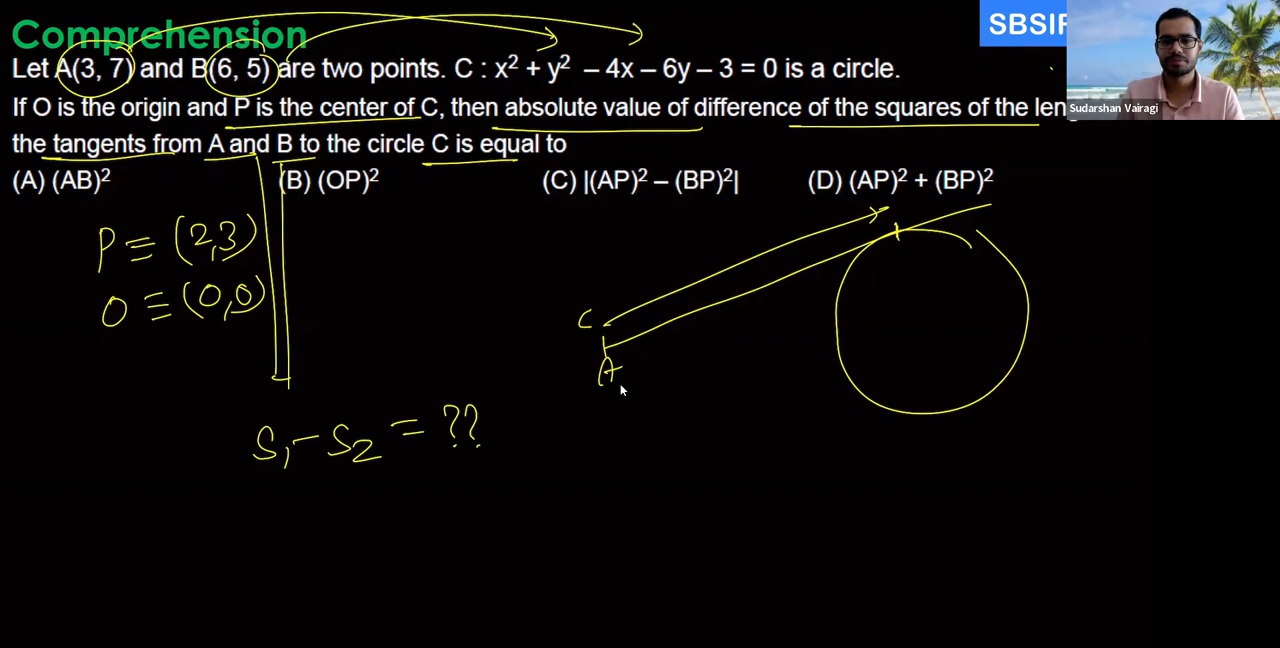 Comprehension
SBSIF
Let A(3, 7) and B(6, 5) are two points. C : x² + y² – 4x – 6y – 3 = 0 is a circle.
Sudarshan Vairagi
If O is the origin and P is the center of C, then absolute value of difference of the squares of the len
the tangents from A and B to the circle C is equal to
(A) (AB)² (B) (OP)² (C) |(AP)² – (BP)²| (D) (AP)² + (BP)²
P ≡ (2,3)
O ≡ (0,0)
C
A
S₁ - S₂ = ??